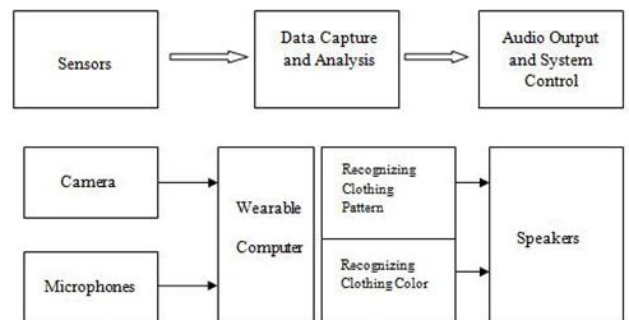 Sensors
Data Capture
and Analysis
Audio Output
and System
Control
Camera
Microphones
Wearable
Computer
Recognizing
Clothing
Pattern
Recognizing
Clothing Color
Speakers